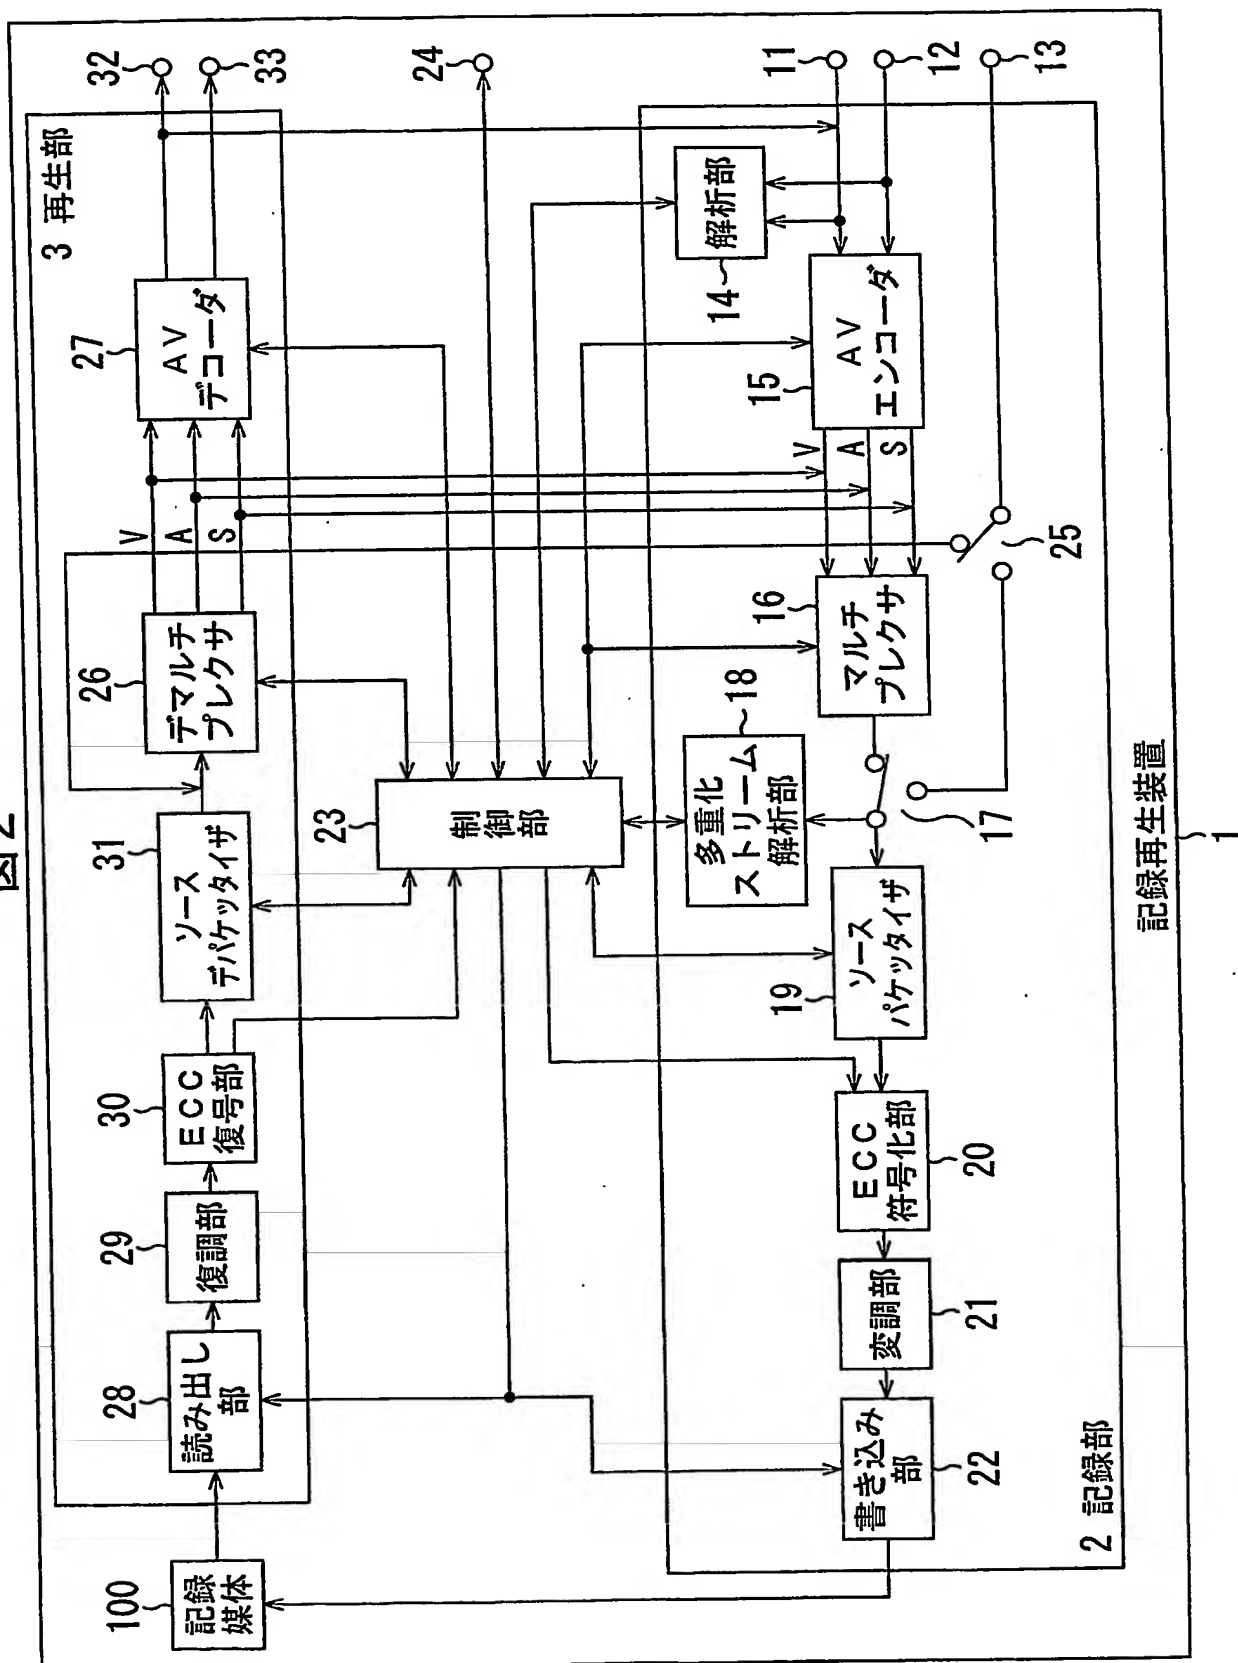 図2
3 再生部
100
記録
媒体
28
読み出し
部
29
復調部
30
ECC
復号部
31
ソース
デパケッタイザ
26
デマルチ
プレクサ
V
A
S
27
AV
デコーダ
32
33
23
制御部
24
2 記録部
22
書き込み
部
21
変調部
20
ECC
符号化部
19
ソース
パケッタイザ
18
多重化
ストリーム
解析部
17
16
マルチ
プレクサ
V
A
S
15
AV
エンコーダ
14
解析部
11
12
13
25
記録再生装置
1